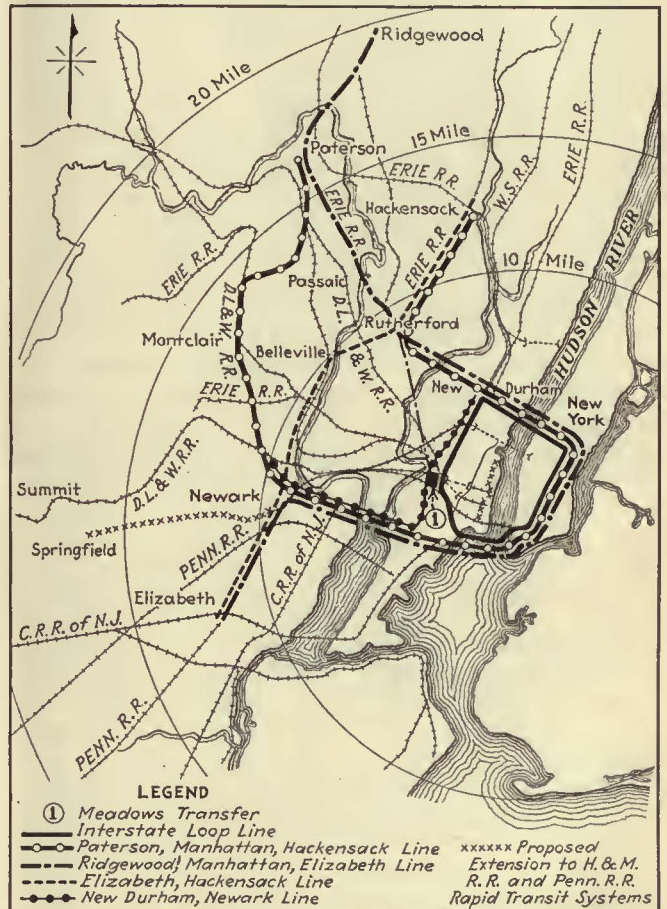 Ridgewood
20 Mile
15 Mile
Paterson
ERIE RR.
W.S.R.R.
ERIE R.R.
Hackensack
ERIE R.R.
ERIE R.R.
10 Mile
HUDSON RIVER
ERIE R.R.
Passaic
D.L.
& W.R.R.
Rutherford
D.L.& W. R.R.
Montclair
Belleville
New Durham
New
York
ERIE R.R.
D.L.& W.R.R.
Summit
Newark
1
Springfield
PENN. R.R.
C.R.R. of N.J.
Elizabeth
C.R.R. of N.J.
PENN. R.R.
LEGEND
1 Meadows Transfer
Interstate Loop Line
Paterson, Manhattan, Hackensack Line
Ridgewood, Manhattan, Elizabeth Line
Elizabeth, Hackensack Line
New Durham, Newark Line
xxxxxx Proposed
Extension to H.& M.
R.R. and Penn. R.R.
Rapid Transit Systems